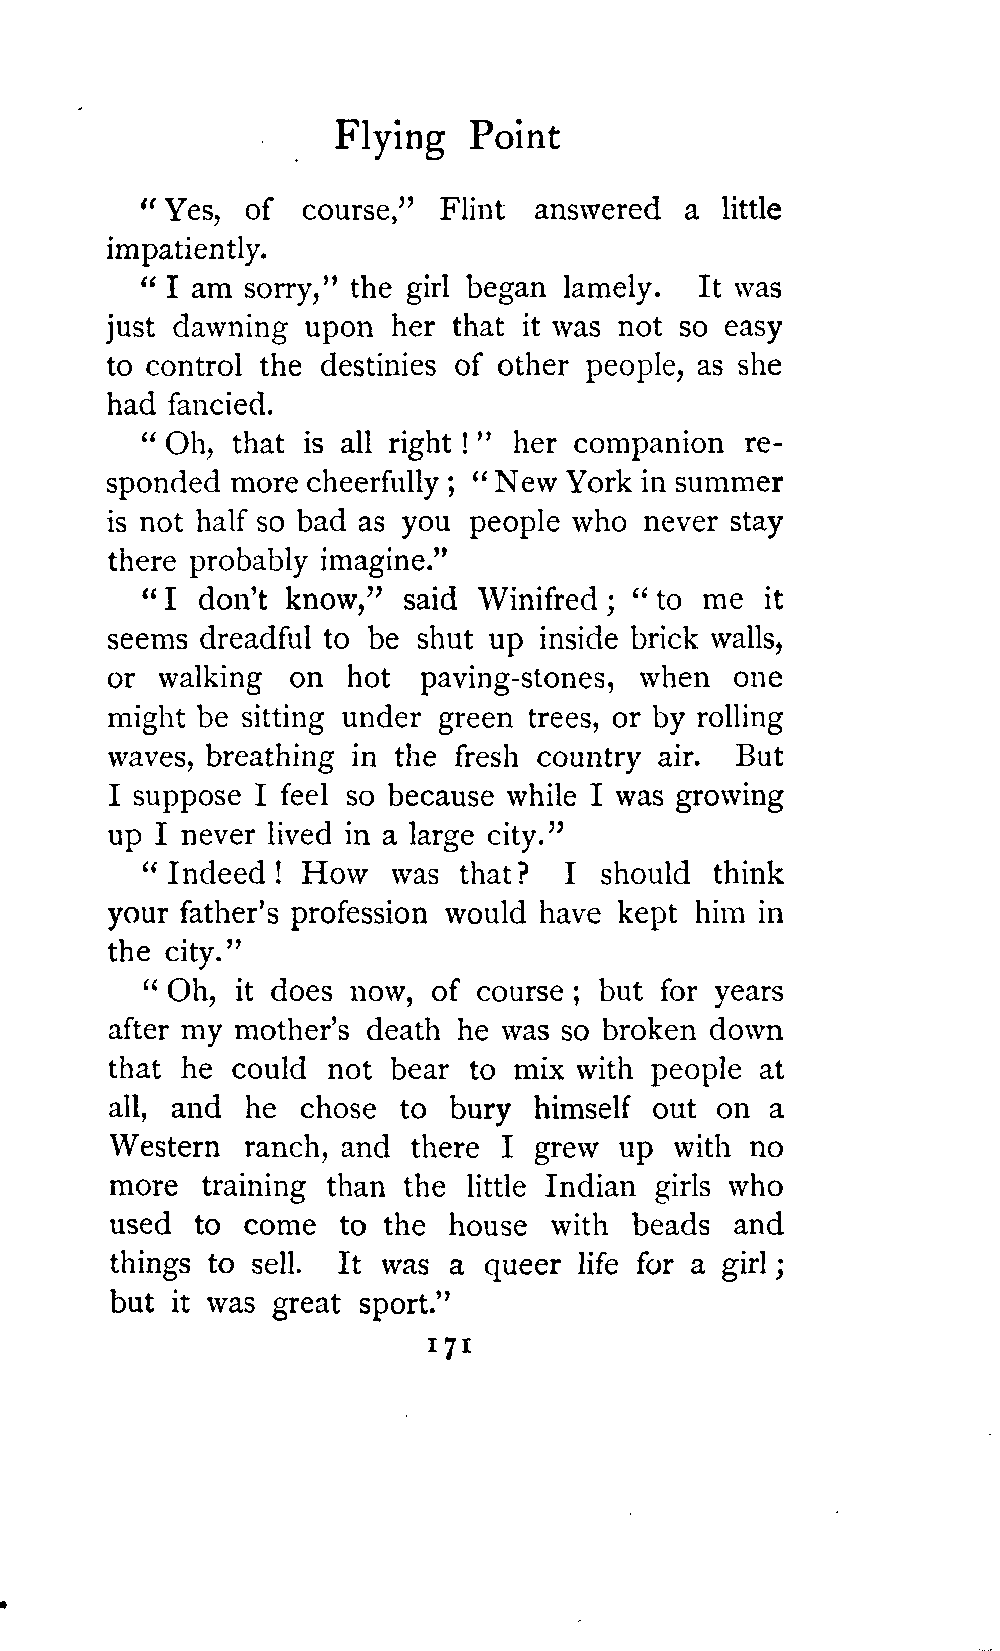 Flying Point
"Yes, of course," Flint answered a little
impatiently.
"I am sorry," the girl began lamely. It was
just dawning upon her that it was not so easy
to control the destinies of other people, as she
had fancied.
"Oh, that is all right!" her companion re-
sponded more cheerfully; "New York in summer
is not half so bad as you people who never stay
there probably imagine."
"I don't know," said Winifred; "to me it
seems dreadful to be shut up inside brick walls,
or walking on hot paving-stones, when one
might be sitting under green trees, or by rolling
waves, breathing in the fresh country air. But
I suppose I feel so because while I was growing
up I never lived in a large city."
"Indeed! How was that? I should think
your father's profession would have kept him in
the city."
"Oh, it does now, of course; but for years
after my mother's death he was so broken down
that he could not bear to mix with people at
all, and he chose to bury himself out on a
Western ranch, and there I grew up with no
more training than the little Indian girls who
used to come to the house with beads and
things to sell. It was a queer life for a girl;
but it was great sport."
171